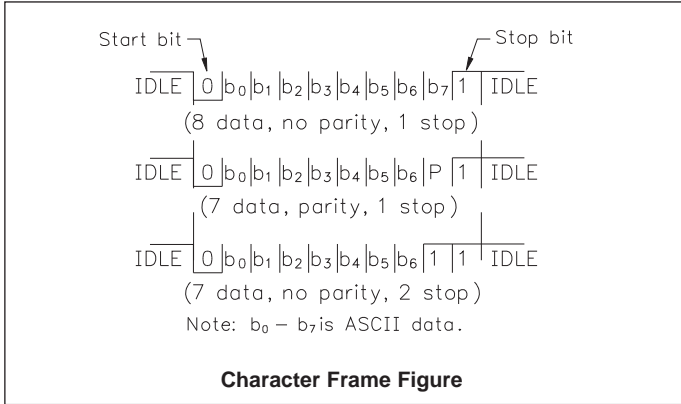 Start bit Stop bit
IDLE 0 b₀ b₁ b₂ b₃ b₄ b₅ b₆ b₇ 1 IDLE
(8 data, no parity, 1 stop)
IDLE 0 b₀ b₁ b₂ b₃ b₄ b₅ b₆ P 1 IDLE
(7 data, parity, 1 stop)
IDLE 0 b₀ b₁ b₂ b₃ b₄ b₅ b₆ 1 1 IDLE
(7 data, no parity, 2 stop)
Note: b₀ – b₇ is ASCII data.
Character Frame Figure